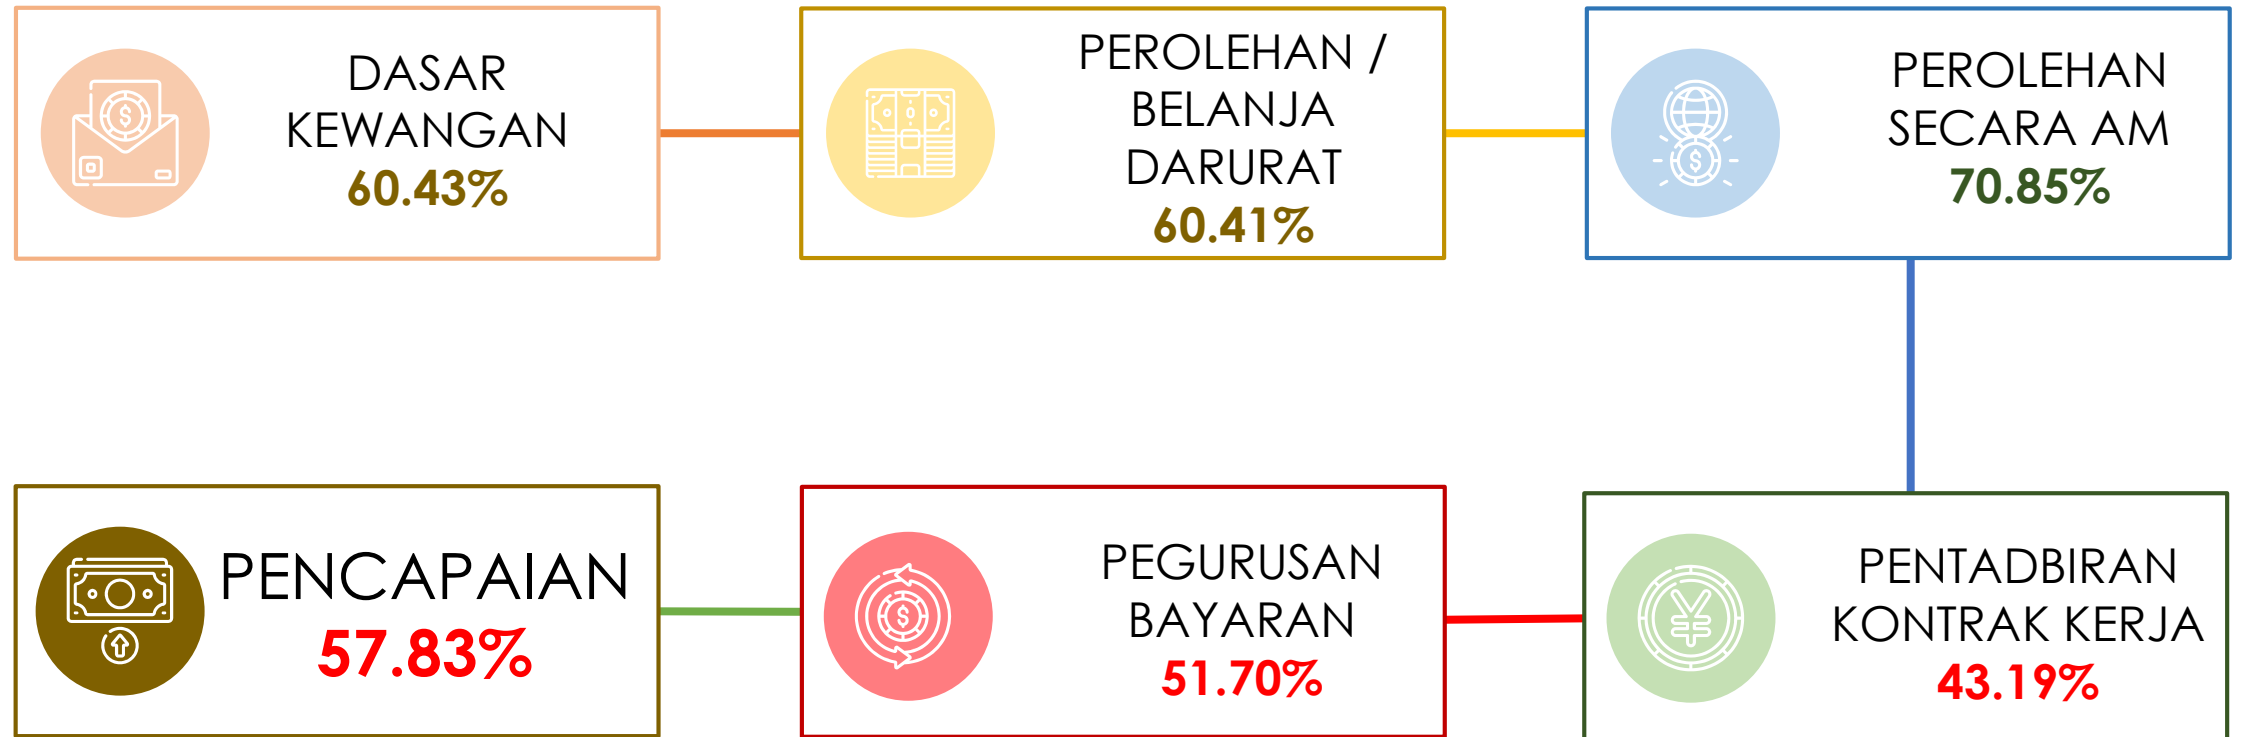 DASAR
KEWANGAN
60.43%
PEROLEHAN /
BELANJA
DARURAT
60.41%
PEROLEHAN
SECARA AM
70.85%
PENCAPAIAN
57.83%
PEGURUSAN
BAYARAN
51.70%
PENTADBIRAN
KONTRAK KERJA
43.19%